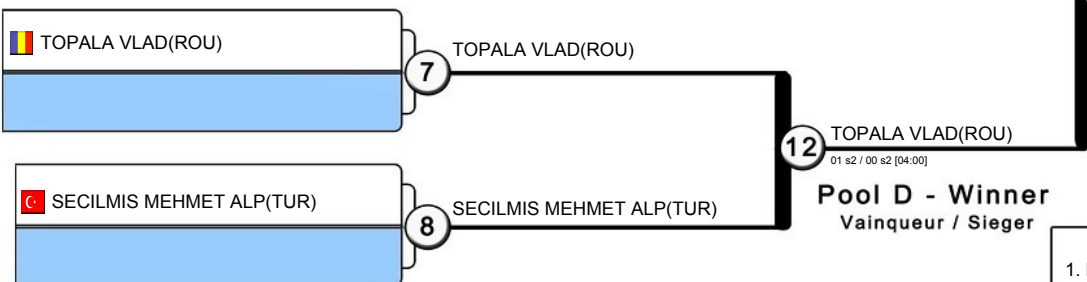 TOPALA VLAD(ROU)
7
TOPALA VLAD(ROU)
12
TOPALA VLAD(ROU)
01 s2 / 00 s2 [04:00]
SECILMIS MEHMET ALP(TUR)
8
SECILMIS MEHMET ALP(TUR)
Pool D - Winner
Vainqueur / Sieger
1.